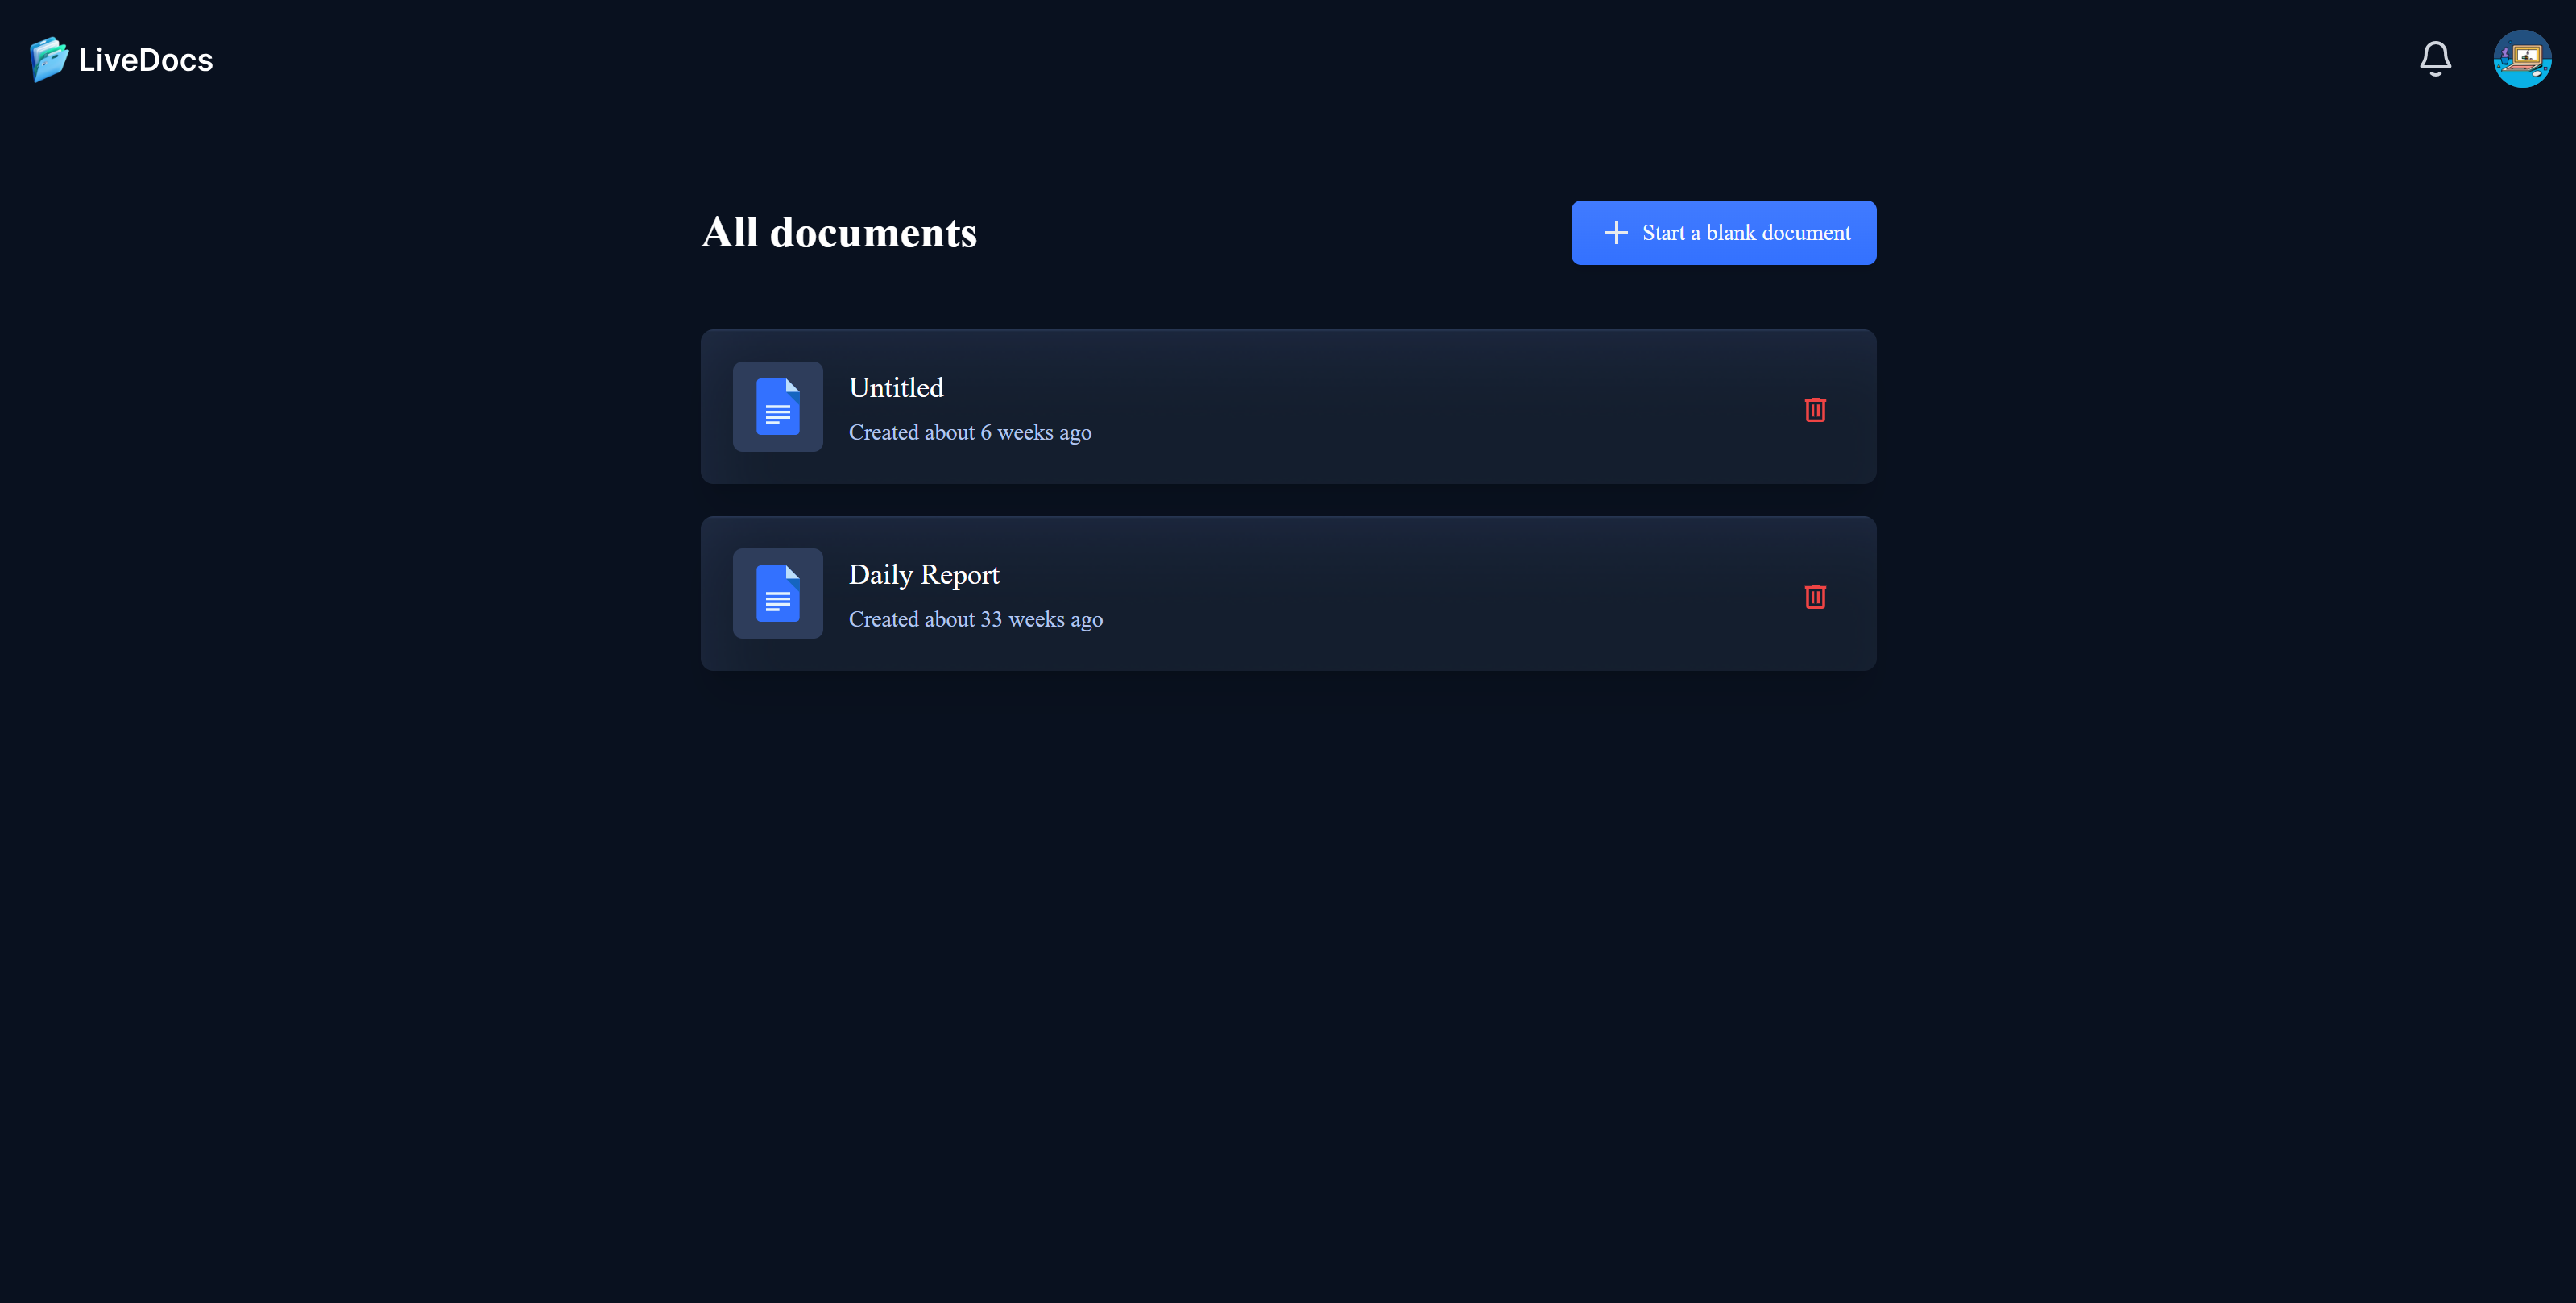 LiveDocs
All documents
Start a blank document
Untitled
Created about 6 weeks ago
Daily Report
Created about 33 weeks ago